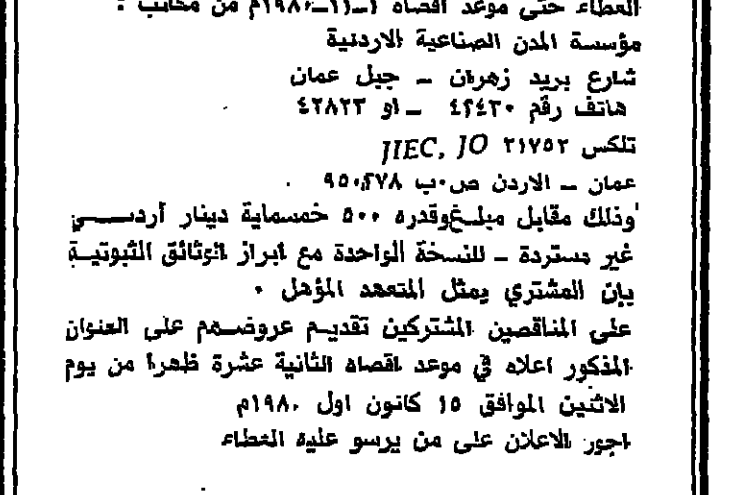 العطاء حتى موعد اقصاه ١-١١-١٩٨٠م من مكاتب :
مؤسسة المدن الصناعية الاردنية
شارع بريد زهران - جبل عمان
هاتف رقم ٤٢٤٣٠ - او ٤٢٨٢٣
تلكس ٢١٧٥٢ JIEC, JO
عمان - الاردن ص.ب ٩٥٠٢٧٨
وذلك مقابل مبلغ وقدره ٥٠٠ خمسماية دينار أردني
غير مستردة - للنسخة الواحدة مع ابراز الوثائق الثبوتية
بان المشتري يمثل المتعهد المؤهل .
على المناقصين المشتركين تقديم عروضهم على العنوان
المذكور اعلاه في موعد اقصاه الثانية عشرة ظهرا من يوم
الاثنين الموافق ١٥ كانون اول ١٩٨٠م
اجور الاعلان على من يرسو عليه العطاء